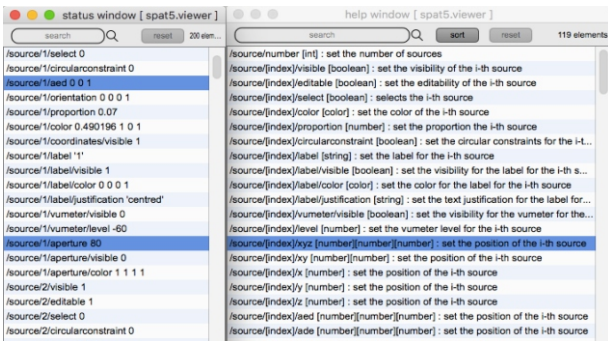 status window [ spat5.viewer ]
search
reset
200 elem...
/source/1/select 0
/source/1/circularconstraint 0
/source/1/aed 0 0 1
/source/1/orientation 0 0 0 1
/source/1/proportion 0.07
/source/1/color 0.490196 1 0 1
/source/1/coordinates/visible 1
/source/1/label '1'
/source/1/label/visible 1
/source/1/label/color 0 0 0 1
/source/1/label/justification 'centred'
/source/1/vumeter/visible 0
/source/1/vumeter/level -60
/source/1/aperture 80
/source/1/aperture/visible 0
/source/1/aperture/color 1 1 1 1
/source/2/visible 1
/source/2/editable 1
/source/2/select 0
/source/2/circularconstraint 0
help window [ spat5.viewer ]
search
sort
reset
119 elements
/source/number [int] : set the number of sources
/source/[index]/visible [boolean] : set the visibility of the i-th source
/source/[index]/editable [boolean] : set the editability of the i-th source
/source/[index]/select [boolean] : selects the i-th source
/source/[index]/color [color] : set the color of the i-th source
/source/[index]/proportion [number] : set the proportion the i-th source
/source/[index]/circularconstraint [boolean] : set the circular constraints for the i-t...
/source/[index]/label [string] : set the label for the i-th source
/source/[index]/label/visible [boolean] : set the visibility for the label for the i-th s...
/source/[index]/label/color [color] : set the color for the label for the i-th source
/source/[index]/label/justification [string] : set the text justification for the label for...
/source/[index]/vumeter/visible [boolean] : set the visibility for the vumeter for the...
/source/[index]/level [number] : set the vumeter level for the i-th source
/source/[index]/xyz [number][number][number] : set the position of the i-th source
/source/[index]/xy [number][number] : set the position of the i-th source
/source/[index]/x [number] : set the position of the i-th source
/source/[index]/y [number] : set the position of the i-th source
/source/[index]/z [number] : set the position of the i-th source
/source/[index]/aed [number][number][number] : set the position of the i-th source
/source/[index]/ade [number][number][number] : set the position of the i-th source